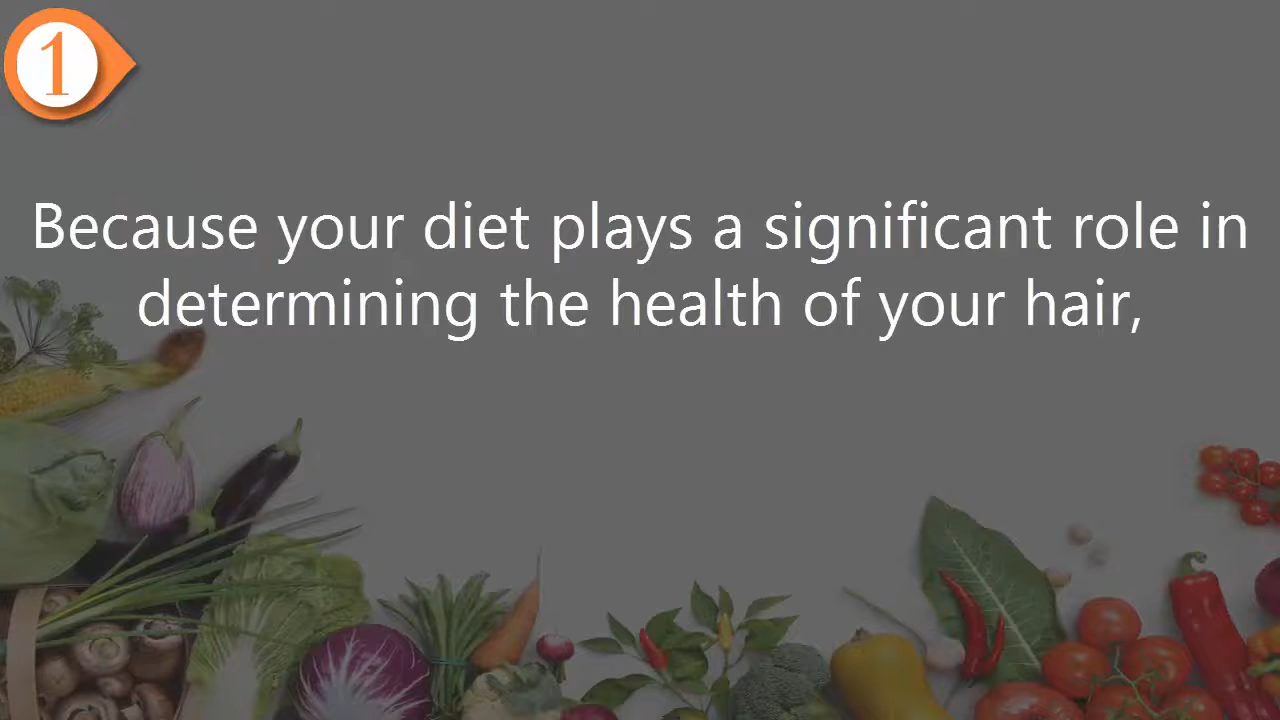 1
Because your diet plays a significant role in
determining the health of your hair,